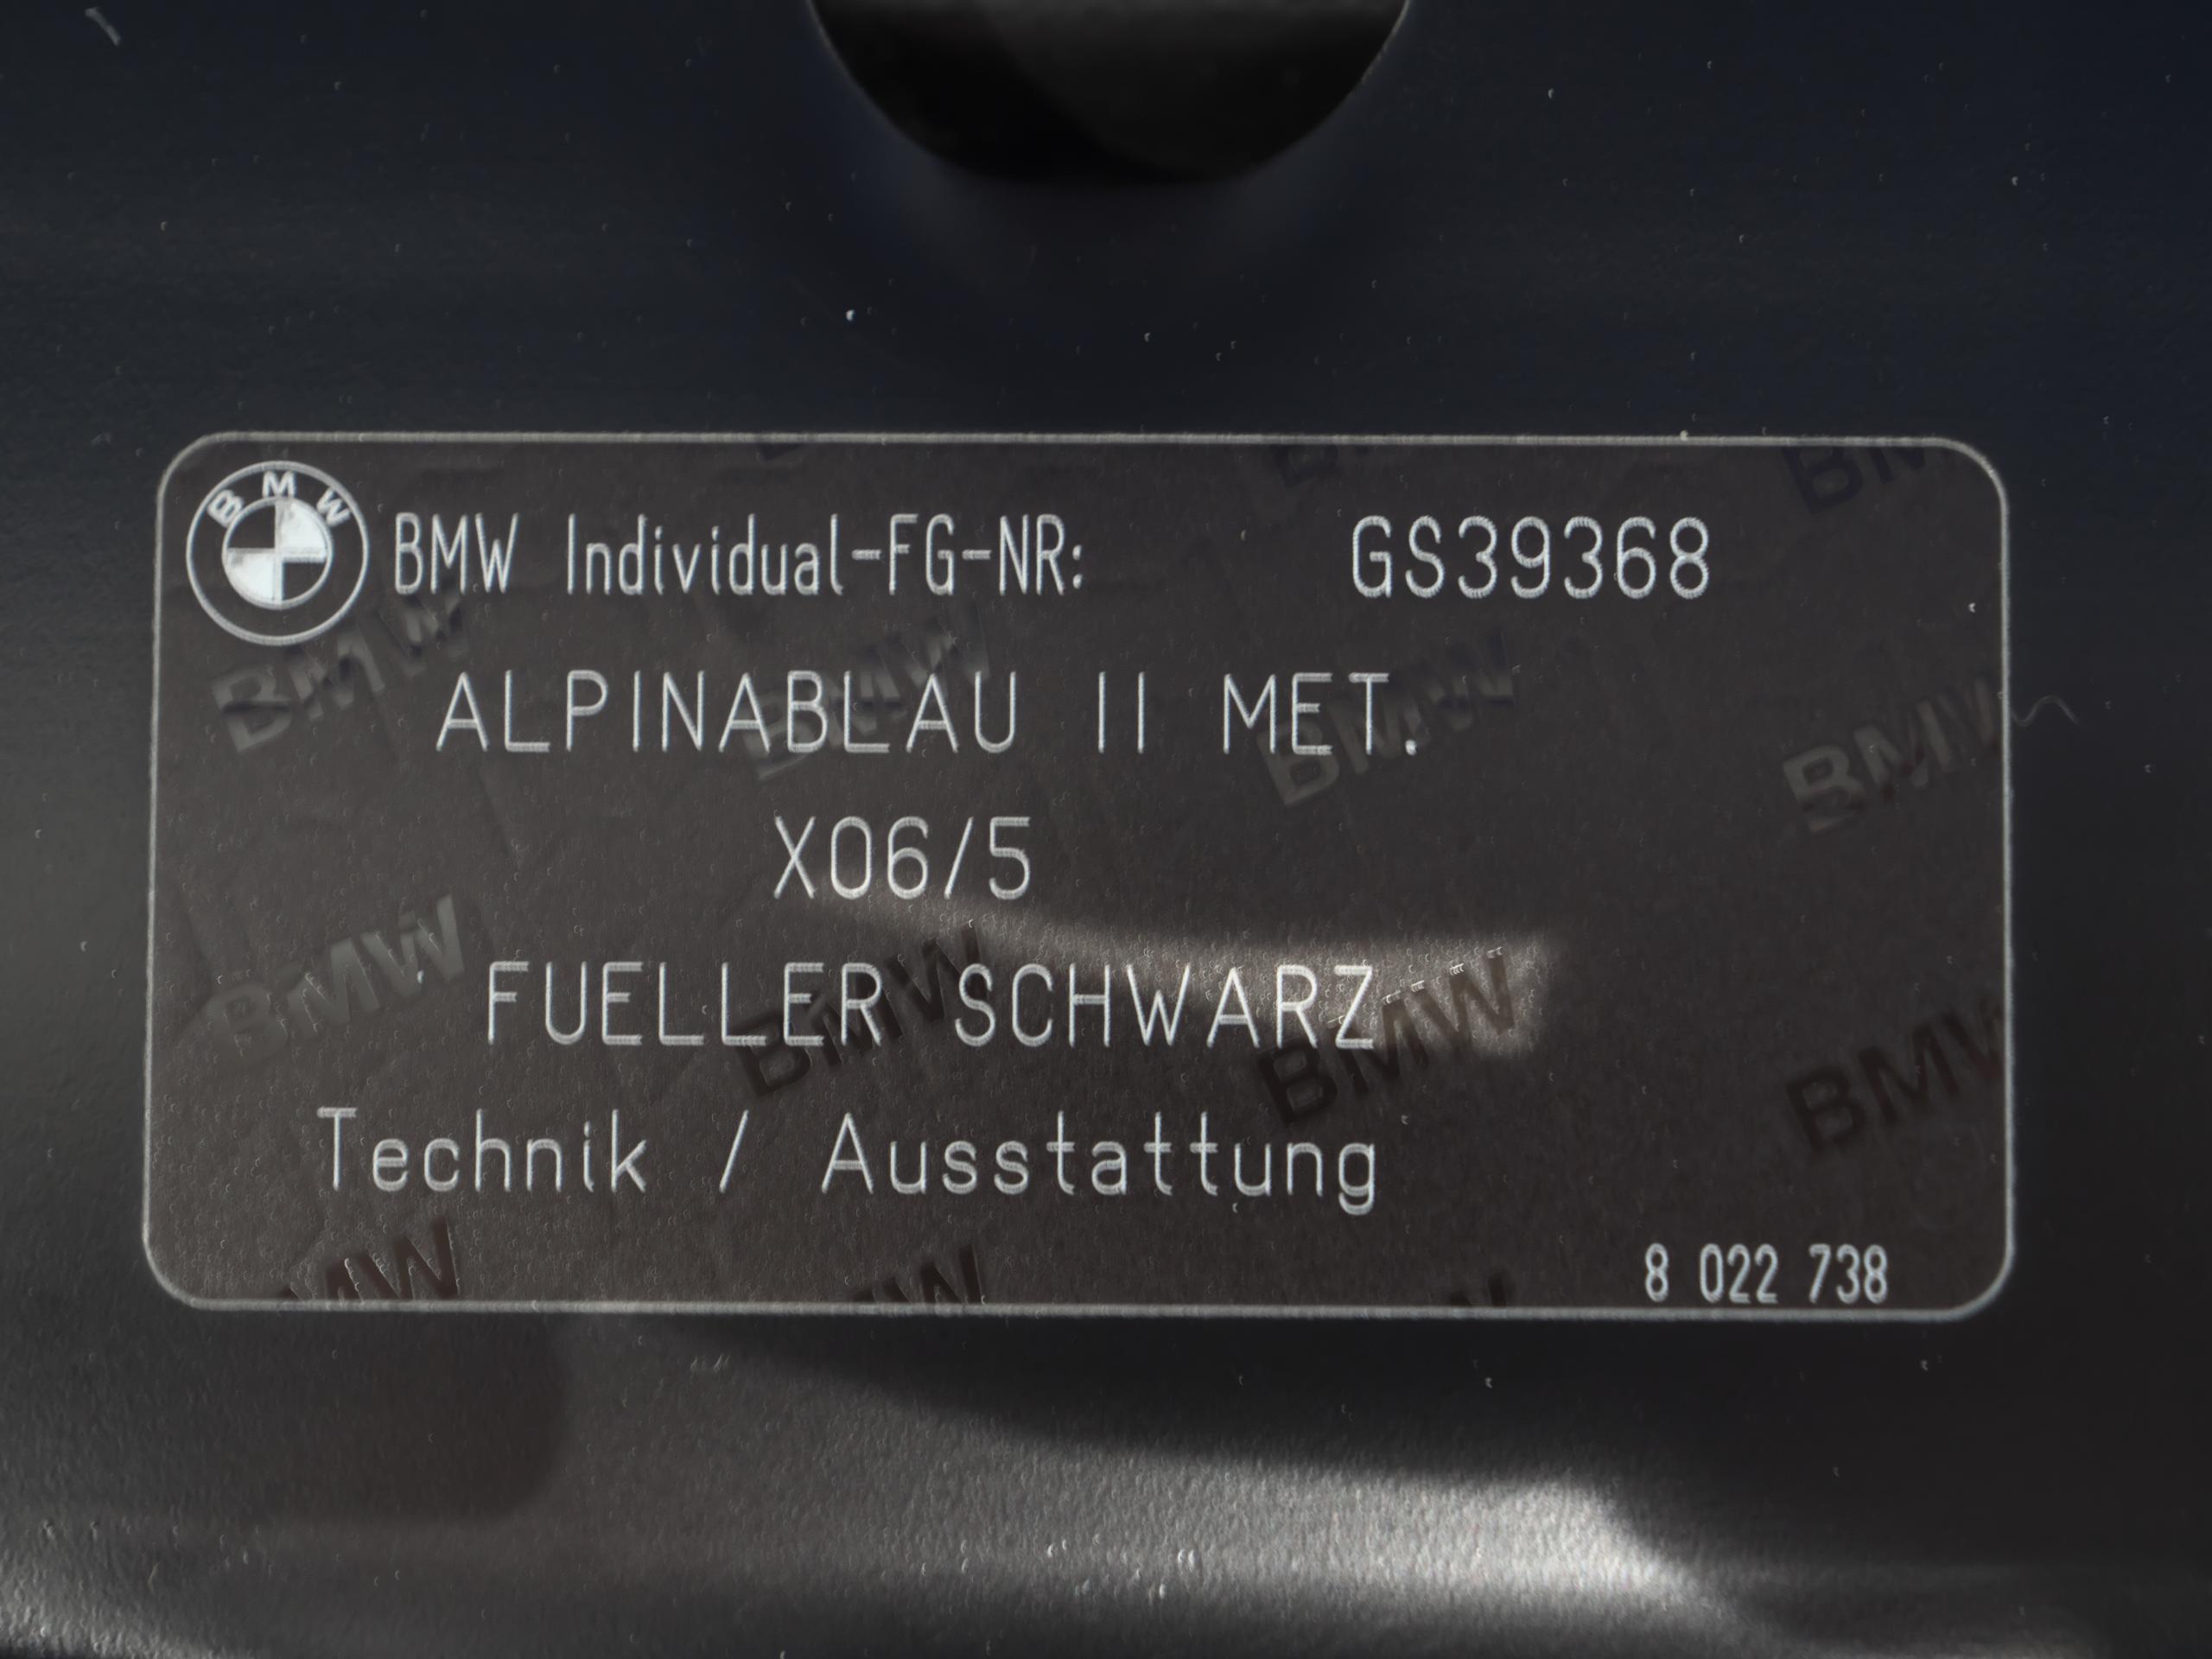 BMW BMW Individual-FG-NR: GS39368
ALPINABLAU II MET.
X06/5
FUELLER SCHWARZ
Technik / Ausstattung
8 022 738